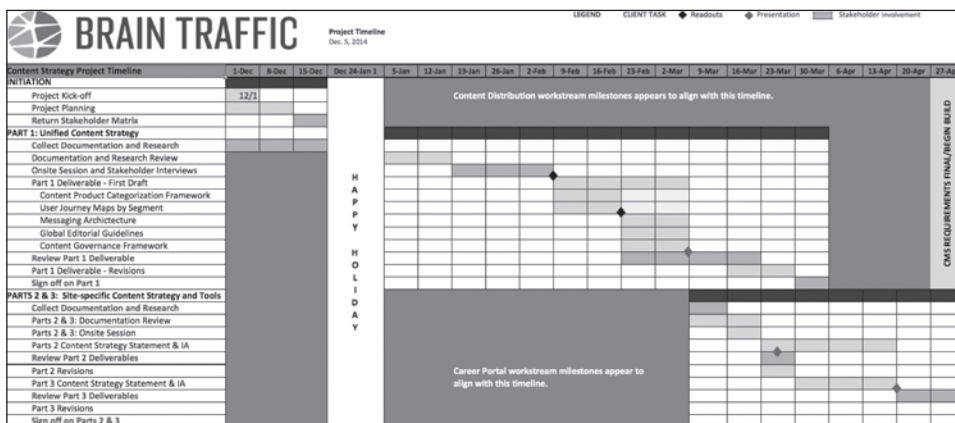 LEGEND CLIENT TASK Readouts Presentation Stakeholder Involvement
BRAIN TRAFFIC
Project Timeline
Dec. 5, 2014
Content Strategy Project Timeline 1-Dec 8-Dec 15-Dec Dec 24-Jan 1 5-Jan 12-Jan 19-Jan 26-Jan 2-Feb 9-Feb 16-Feb 23-Feb 2-Mar 9-Mar 16-Mar 23-Mar 30-Mar 6-Apr 13-Apr 20-Apr 27-Ap
INITIATION
Project Kick-off 12/1
Content Distribution workstream milestones appears to align with this timeline.
Project Planning
Return Stakeholder Matrix
PART 1: Unified Content Strategy
Collect Documentation and Research
Documentation and Research Review
Onsite Session and Stakeholder Interviews
Part 1 Deliverable - First Draft
Content Product Categorization Framework
User Journey Maps by Segment
Messaging Archictecture
Global Editorial Guidelines
Content Governance Framework
Review Part 1 Deliverable
Part 1 Deliverable - Revisions
Sign off on Part 1
HAPPY HOLIDAY
CMS REQUIREMENTS FINAL/BEGIN BUILD
PARTS 2 & 3: Site-specific Content Strategy and Tools
Collect Documentation and Research
Parts 2 & 3: Documentation Review
Parts 2 & 3: Onsite Session
Parts 2 Content Strategy Statement & IA
Review Part 2 Deliverables
Part 2 Revisions
Career Portal workstream milestones appear to
align with this timeline.
Part 3 Content Strategy Statement & IA
Review Part 3 Deliverables
Part 3 Revisions
Sign off on Parts 2 & 3